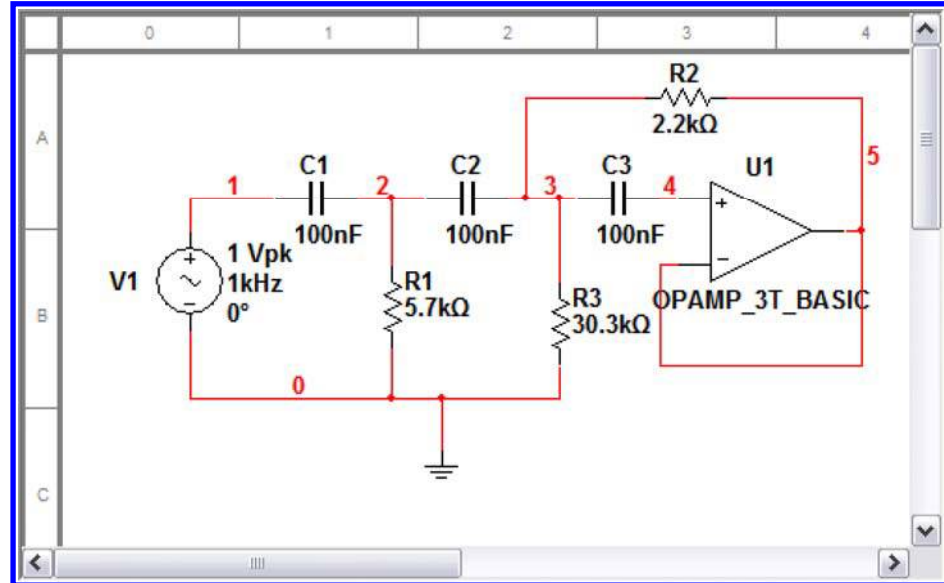 0 1 2 3 4
A
B
C
R2
2.2kΩ
5
C1
C2
C3
U1
1
2
3
4
100nF
100nF
100nF
+
−
V1
+
−
1 Vpk
1kHz
0°
R1
5.7kΩ
R3
30.3kΩ
OPAMP_3T_BASIC
0